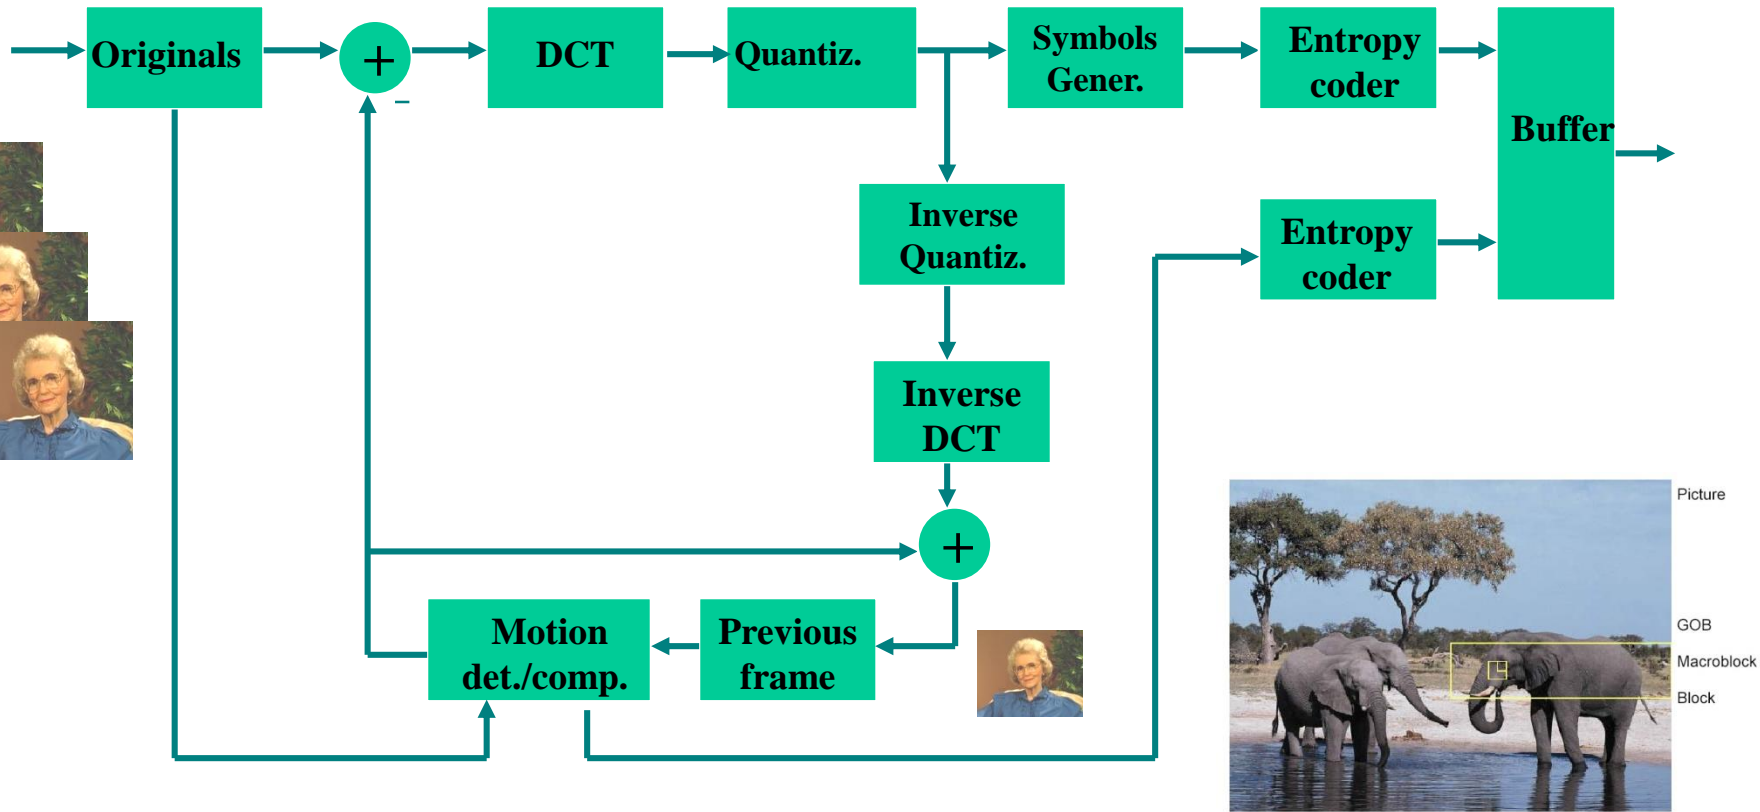 Originals
+
−
DCT
Quantiz.
Symbols
Gener.
Entropy
coder
Buffer
Inverse
Quantiz.
Entropy
coder
Inverse
DCT
+
Motion
det./comp.
Previous
frame
Picture
GOB
Macroblock
Block